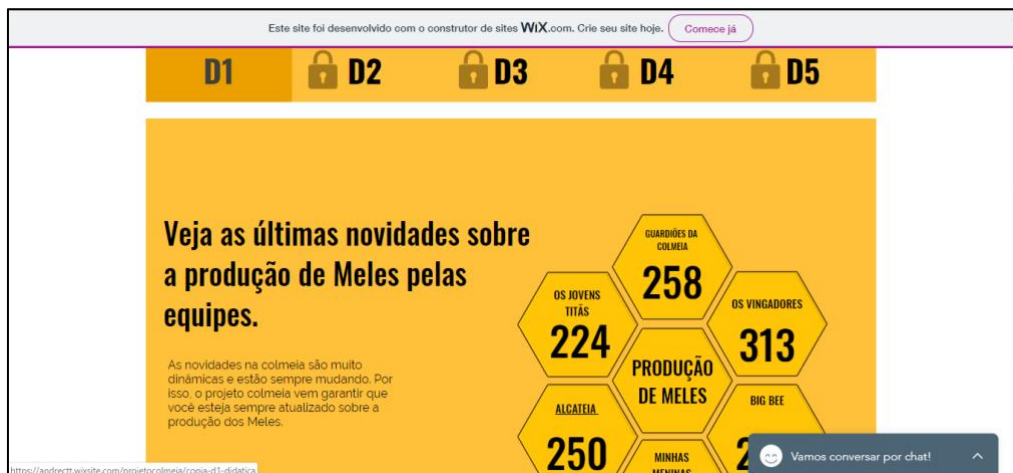 Este site foi desenvolvido com o construtor de sites WiX.com. Crie seu site hoje. Comece já
D1 D2 D3 D4 D5
Veja as últimas novidades sobre
a produção de Meles pelas
equipes.
As novidades na colmeia são muito
dinâmicas e estão sempre mudando. Por
isso, o projeto colmeia vem garantir que
você esteja sempre atualizado sobre a
produção dos Meles.
GUARDIÕES DA
COLMEIA
258
OS JOVENS
TITÃS
224
OS VINGADORES
313
PRODUÇÃO
DE MELES
ALCATEIA
250
BIG BEE
MINHAS
MENINAS
Vamos conversar por chat!
https://andrectt.wixsite.com/projetocolmeia/copia-d1-didatica